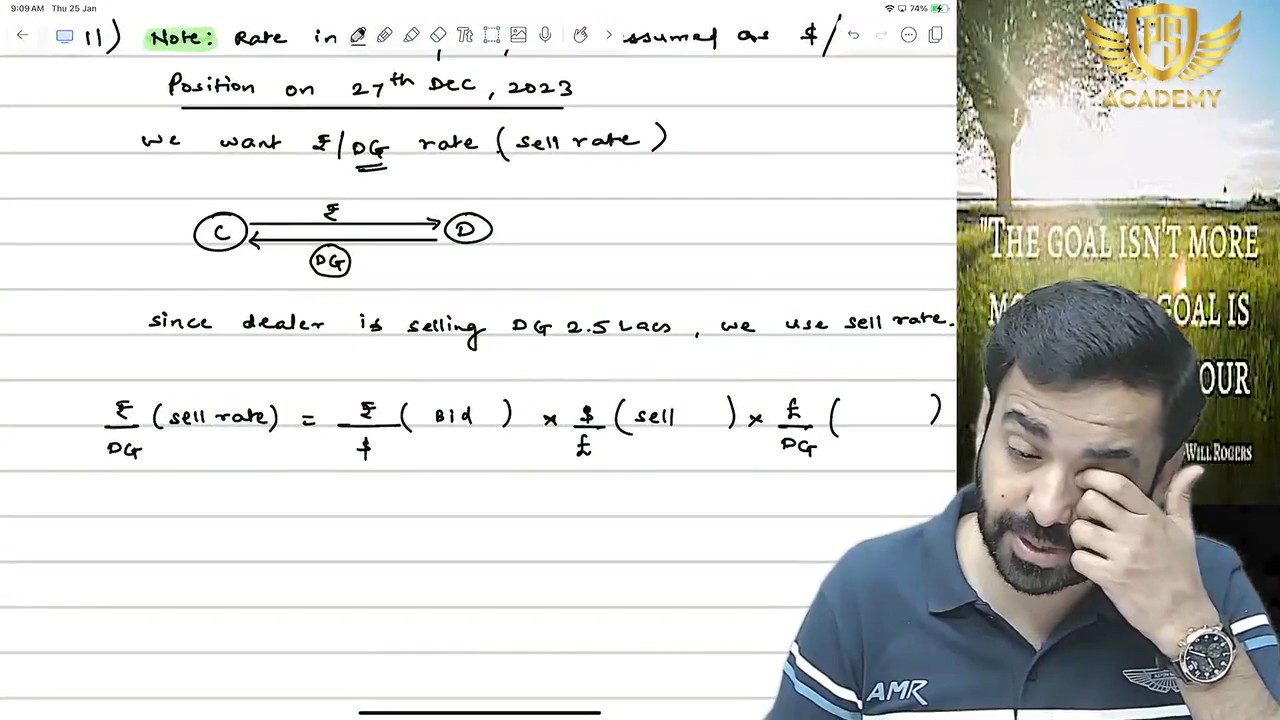 9:09 AM Thu 25 Jan
74%
11) Note: Rate in ssumed as $/
Position on 27th Dec, 2023
we want ₹/DG rate (sell rate)
₹
C D
DG
since dealer is selling DG 2.5 Lacs, we use sell rate.
₹/DG (sell rate) = ₹/$ (Bid ) × $/£ (sell ) × £/DG ( )
PS
ACADEMY
"THE GOAL ISN'T MORE
MO GOAL IS
OUR
WILL ROGERS
AMR